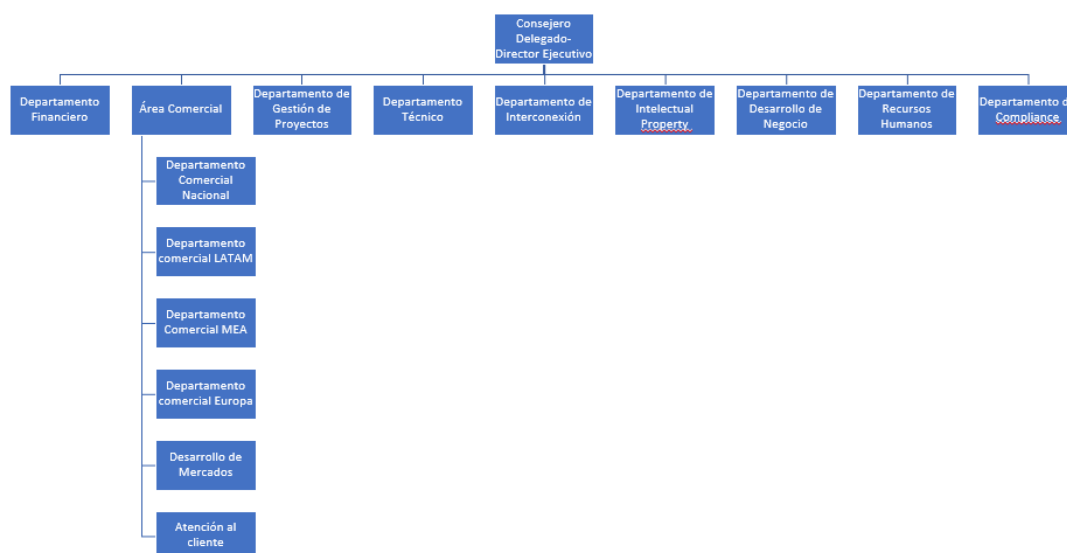 Consejero
Delegado-
Director Ejecutivo
Departamento
Financiero
Área Comercial
Departamento de
Gestión de
Proyectos
Departamento
Técnico
Departamento de
Interconexión
Departamento de
Intelectual
Property
Departamento de
Desarrollo de
Negocio
Departamento de
Recursos
Humanos
Departamento d
Compliance
Departamento
Comercial
Nacional
Departamento
comercial LATAM
Departamento
Comercial MEA
Departamento
comercial Europa
Desarrollo de
Mercados
Atención al
cliente